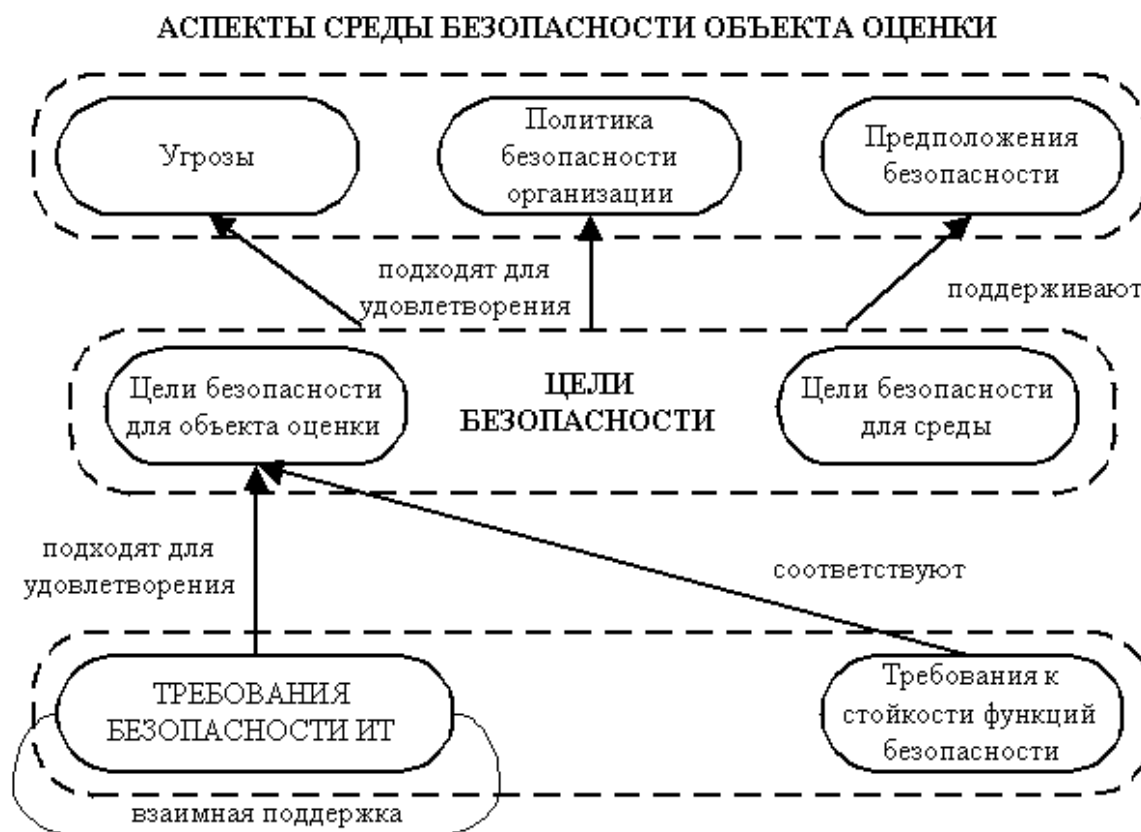 АСПЕКТЫ СРЕДЫ БЕЗОПАСНОСТИ ОБЪЕКТА ОЦЕНКИ
Угрозы
Политика
безопасности
организации
Предположения
безопасности
подходят для
удовлетворения
поддерживают
Цели безопасности
для объекта оценки
ЦЕЛИ
БЕЗОПАСНОСТИ
Цели безопасности
для среды
подходят для
удовлетворения
соответствуют
ТРЕБОВАНИЯ
БЕЗОПАСНОСТИ ИТ
Требования к
стойкости функций
безопасности
взаимная поддержка